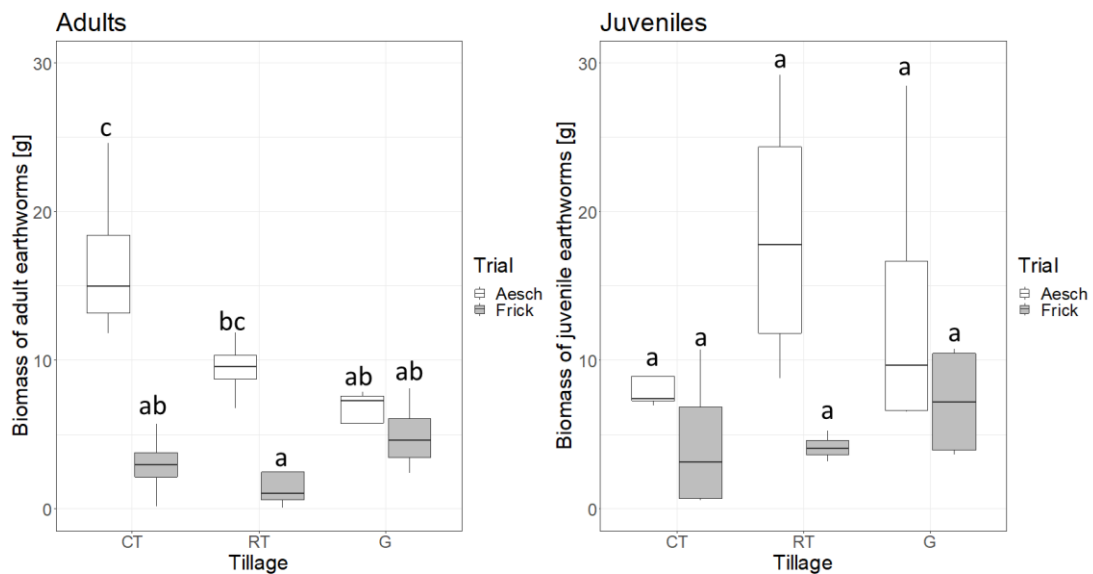 Adults
Biomass of adult earthworms [g]
30
20
10
0
c
ab
bc
a
ab
ab
CT
RT
G
Tillage
Trial
Aesch
Frick
Juveniles
Biomass of juvenile earthworms [g]
30
20
10
0
a
a
a
a
a
a
CT
RT
G
Tillage
Trial
Aesch
Frick